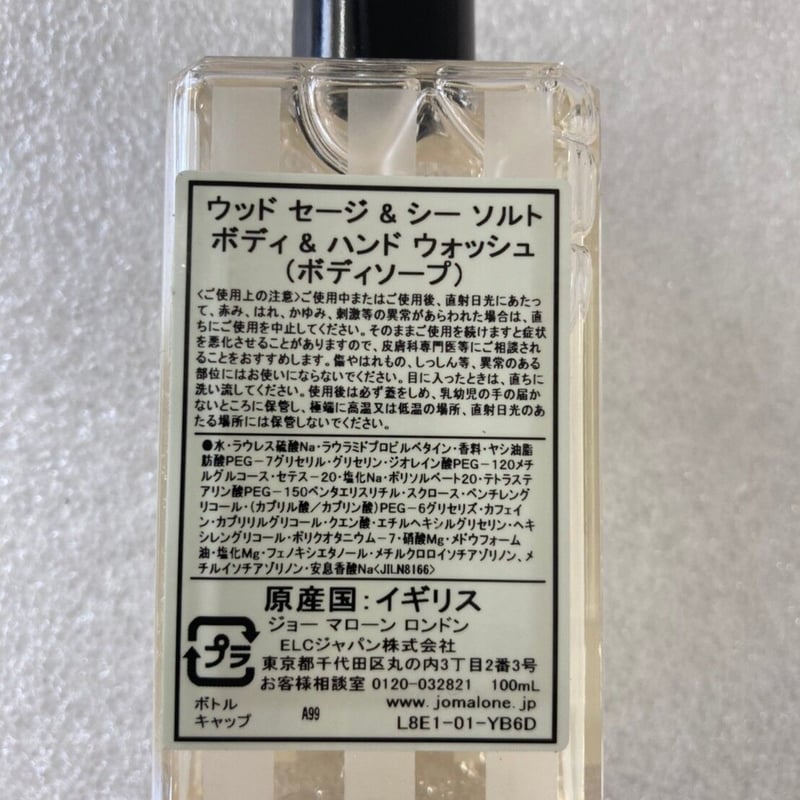 ウッド セージ & シー ソルト
ボディ & ハンド ウォッシュ
(ボディソープ)
〈ご使用上の注意〉ご使用中またはご使用後、直射日光にあたっ
て、赤み、はれ、かゆみ、刺激等の異常があらわれた場合は、直
ちにご使用を中止してください。そのままご使用を続けますと症状
を悪化させることがありますので、皮膚科専門医等にご相談され
ることをおすすめします。傷やはれもの、しっしん等、異常のある
部位にはお使いにならないでください。目に入ったときは、直ちに
洗い流してください。使用後は必ず蓋をしめ、乳幼児の手の届か
ないところに保管し、極端に高温又は低温の場所、直射日光のあ
たる場所には保管しないでください。
●水・ラウレス硫酸Na・ラウラミドプロピルベタイン・香料・ヤシ油脂
肪酸PEG-7グリセリル・グリセリン・ジオレイン酸PEG-120メチ
ルグルコース・セテス-20・塩化Na・ポリソルベート20・テトラステ
アリン酸PEG-150ペンタエリスリチル・スクロース・ペンチレング
リコール・(カプリル酸/カプリン酸)PEG-6グリセリズ・カフェイ
ン・カプリリルグリコール・クエン酸・エチルヘキシルグリセリン・ヘキ
シレングリコール・ポリクオタニウム-7・硝酸Mg・メドウフォーム
油・塩化Mg・フェノキシエタノール・メチルクロロイソチアゾリノン、メ
チルイソチアゾリノン・安息香酸Na<JILN8166>
原産国:イギリス
ジョー マローン ロンドン
ELCジャパン株式会社
東京都千代田区丸の内3丁目2番3号
お客様相談室 0120-032821 100mL
プラ
ボトル
キャップ
A99
www.jomalone.jp
L8E1-01-YB6D